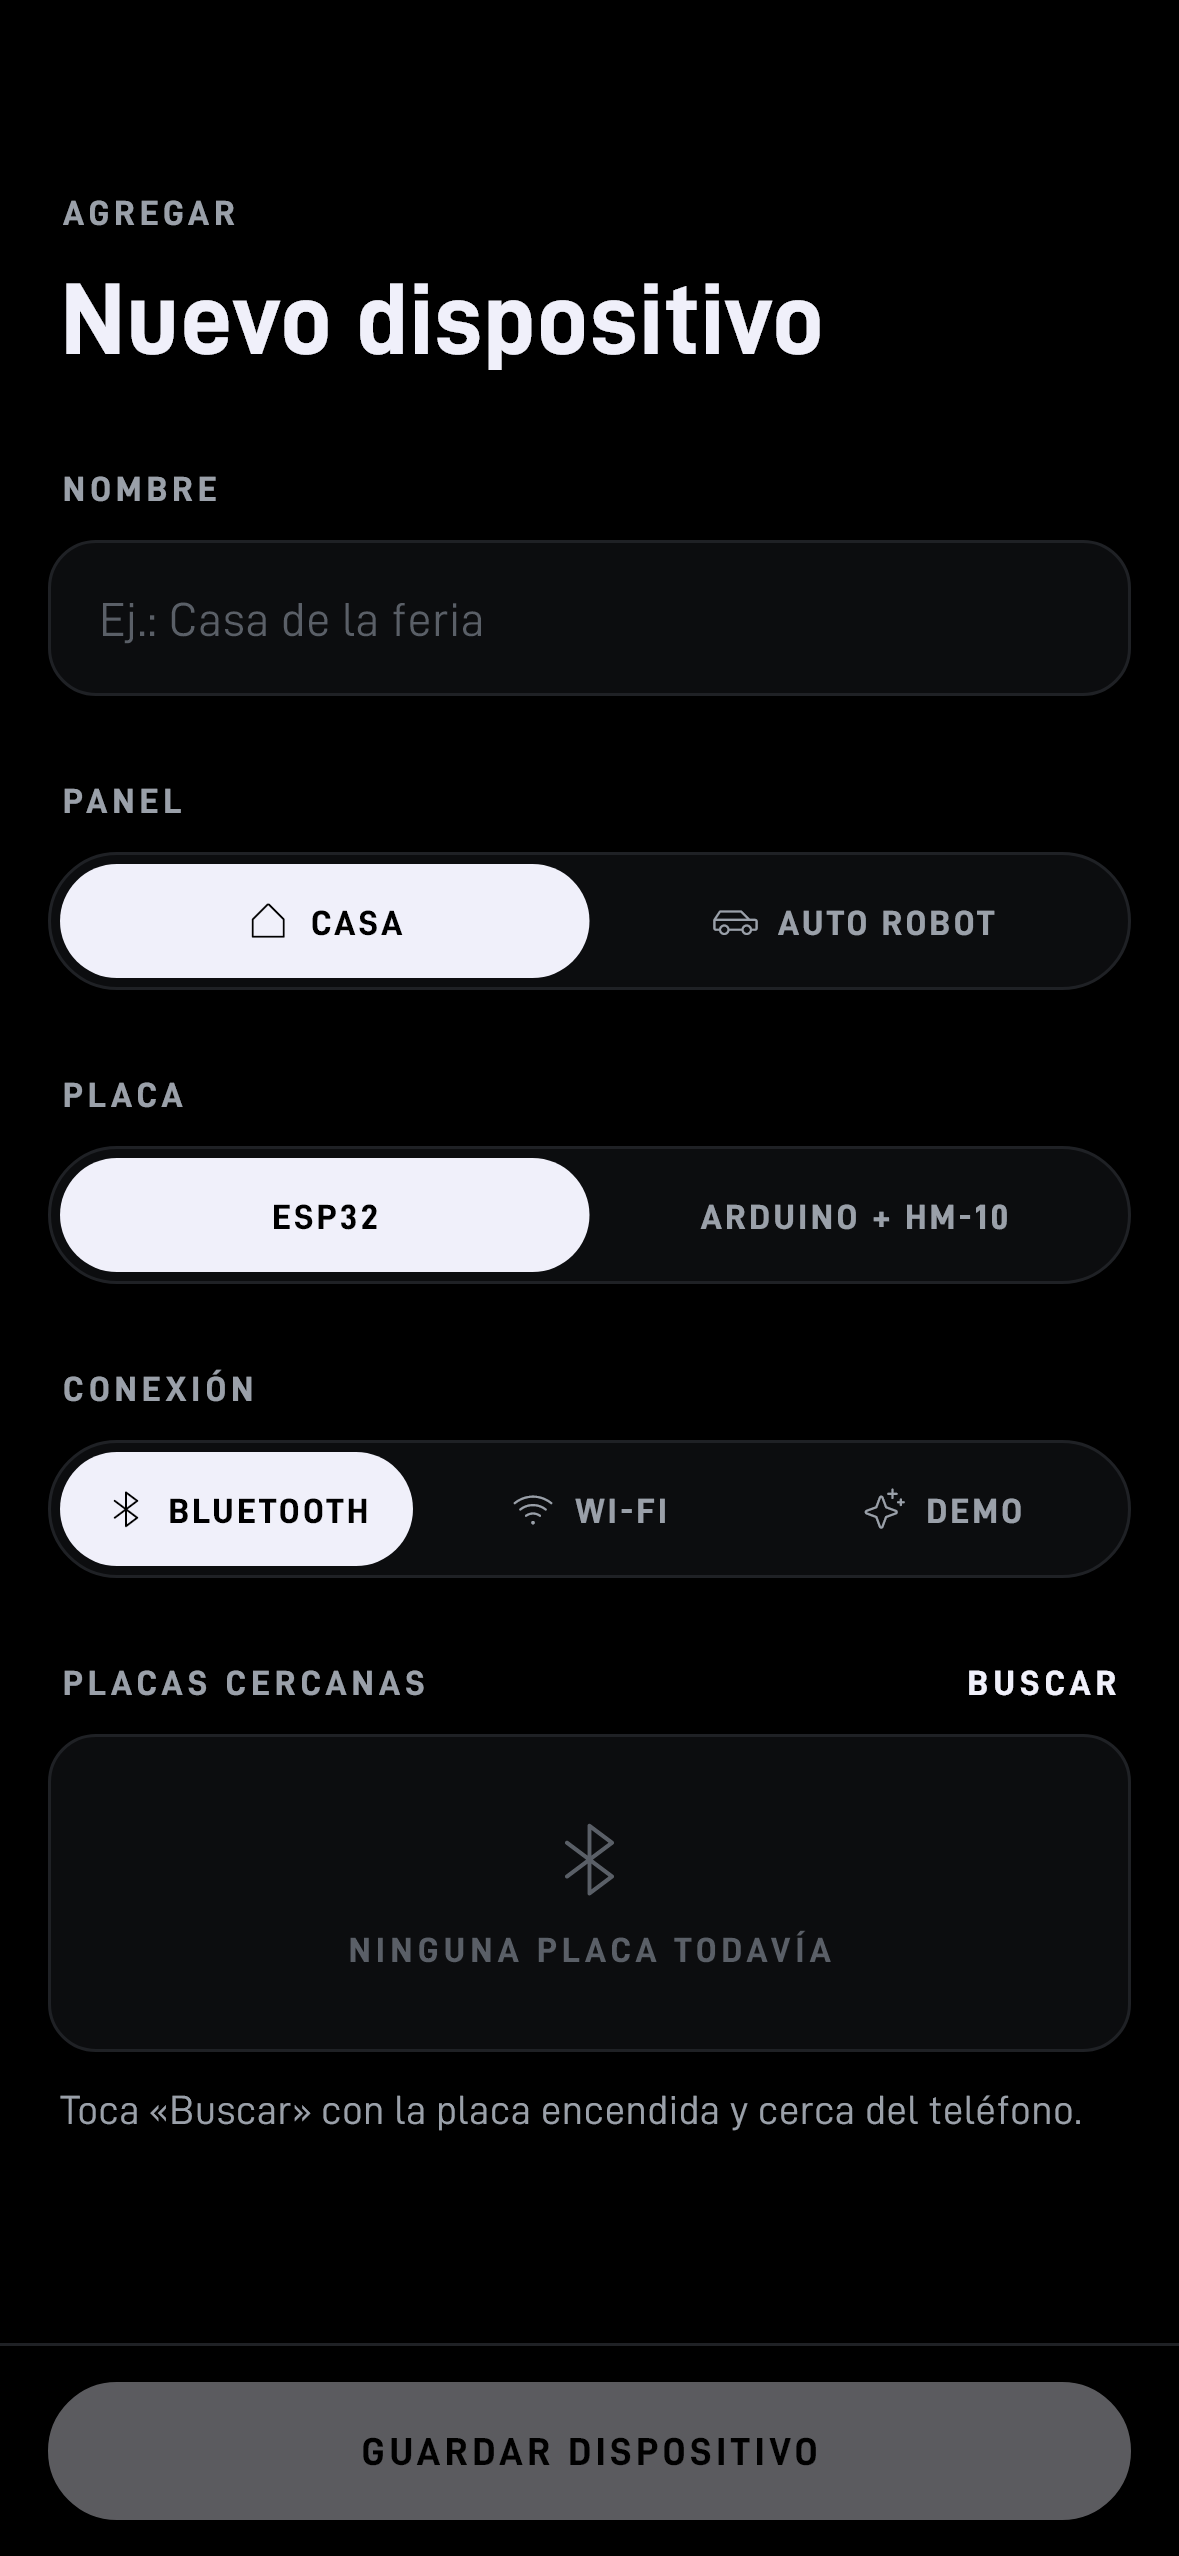 AGREGAR
Nuevo dispositivo
NOMBRE
Ej.: Casa de la feria
PANEL
CASA
AUTO ROBOT
PLACA
ESP32
ARDUINO + HM-10
CONEXIÓN
BLUETOOTH
WI-FI
DEMO
PLACAS CERCANAS
BUSCAR
NINGUNA PLACA TODAVÍA
Toca «Buscar» con la placa encendida y cerca del teléfono.
GUARDAR DISPOSITIVO